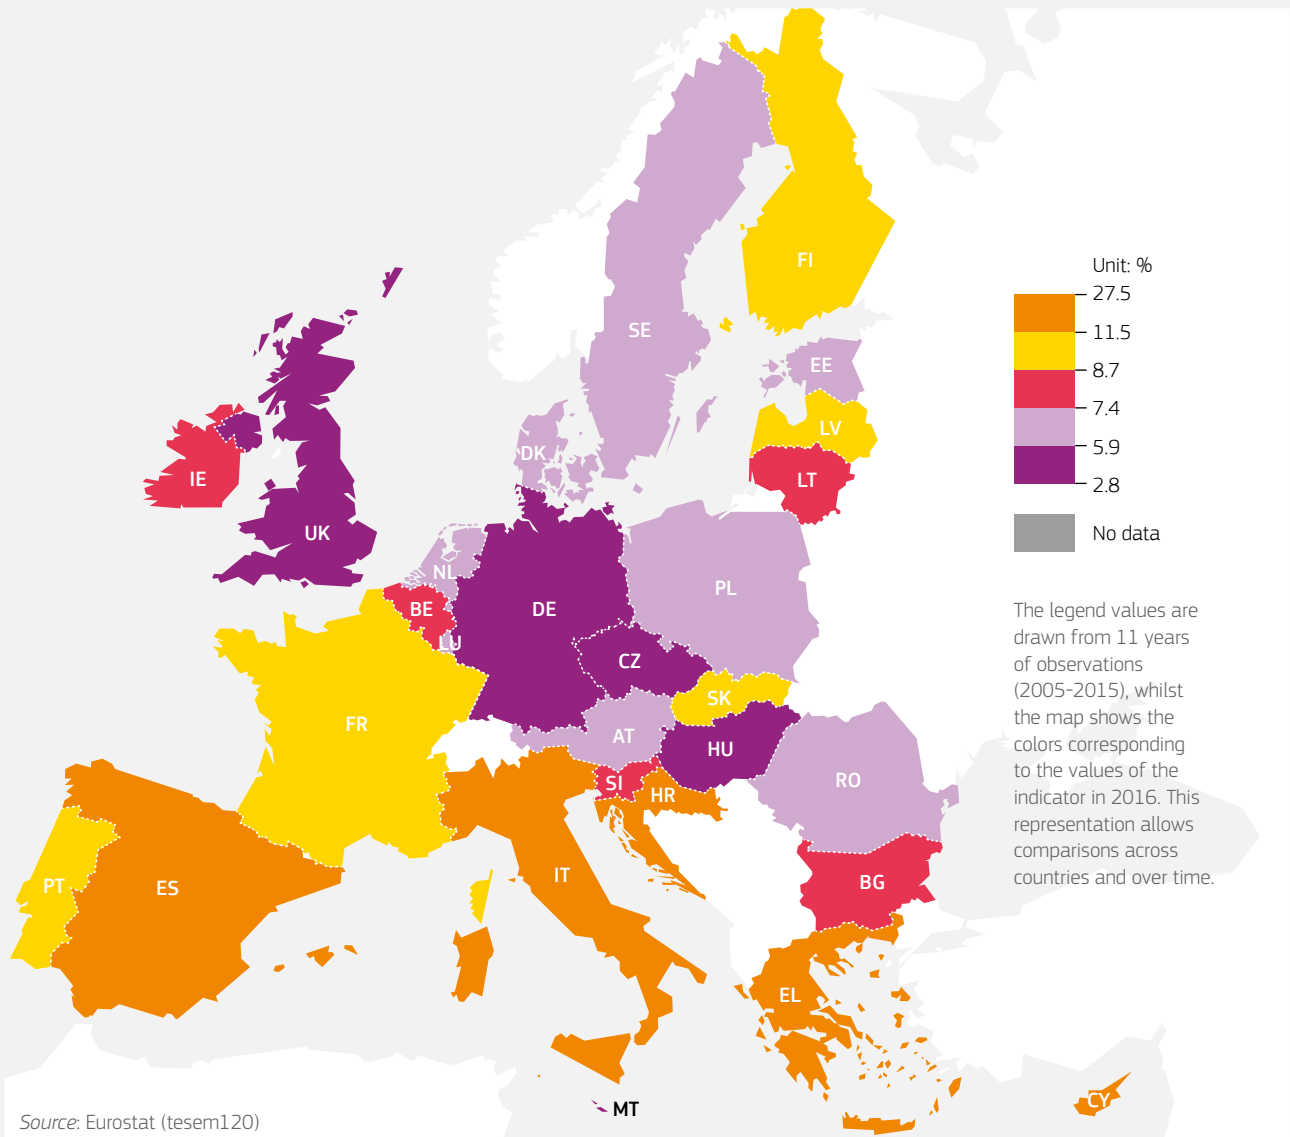 FI
Unit: %
27.5
SE
11.5
EE
8.7
7.4
LV
DK
5.9
IE
LT
2.8
UK
No data
NL
PL
BE
DE
The legend values are
drawn from 11 years
LU
of observations
CZ
(2005-2015), whilst
SK
the map shows the
FR
AT
colors corresponding
HU
to the values of the
RO
SI
indicator in 2016. This
HR
representation allows
comparisons across
IT
BG
countries and over time.
PT
ES
EL
CY
MT
Source: Eurostat (tesem120)